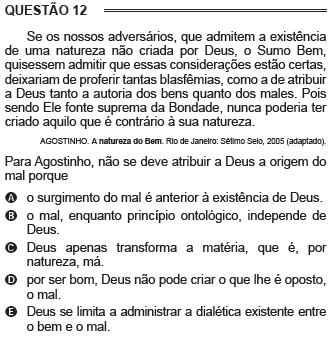 QUESTÃO 12
Se os nossos adversários, que admitem a existência
de uma natureza não criada por Deus, o Sumo Bem,
quisessem admitir que essas considerações estão certas,
deixariam de proferir tantas blasfêmias, como a de atribuir
a Deus tanto a autoria dos bens quanto dos males. Pois
sendo Ele fonte suprema da Bondade, nunca poderia ter
criado aquilo que é contrário à sua natureza.
AGOSTINHO. A natureza do Bem. Rio de Janeiro: Sétimo Selo, 2005 (adaptado).
Para Agostinho, não se deve atribuir a Deus a origem do
mal porque
A o surgimento do mal é anterior à existência de Deus.
B o mal, enquanto princípio ontológico, independe de
Deus.
C Deus apenas transforma a matéria, que é, por
natureza, má.
D por ser bom, Deus não pode criar o que lhe é oposto,
o mal.
E Deus se limita a administrar a dialética existente entre
o bem e o mal.